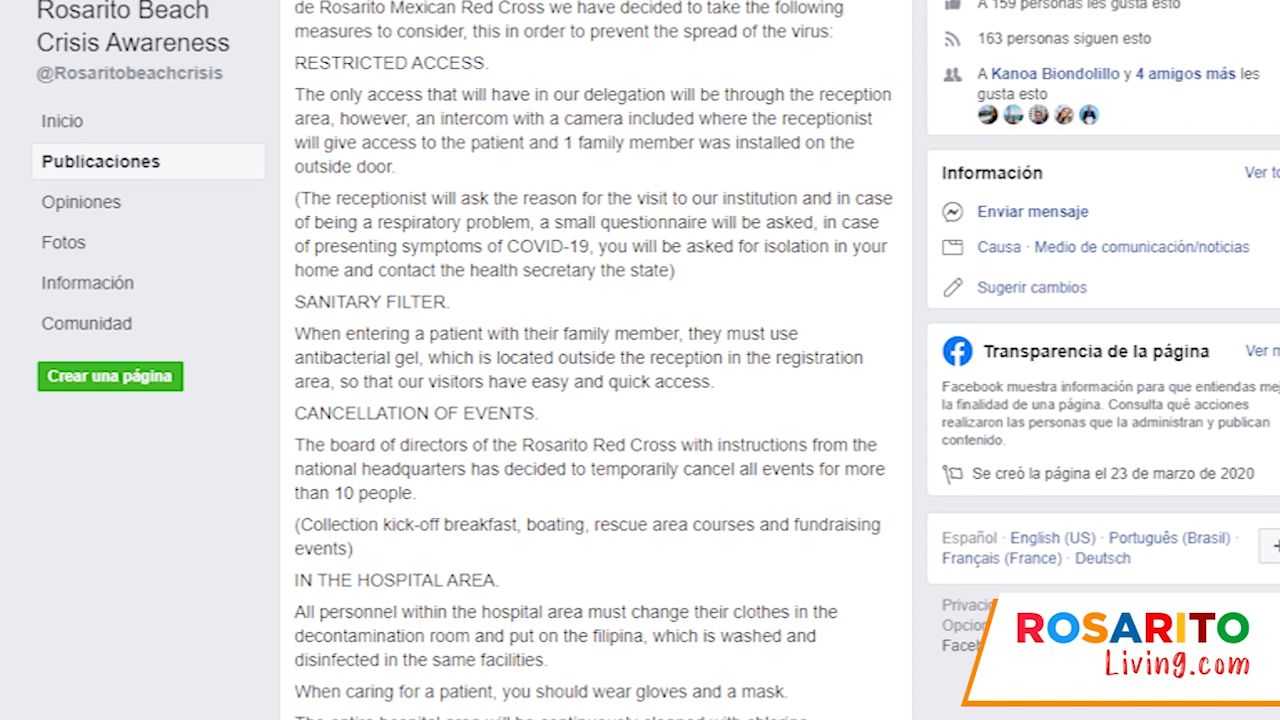 Rosarito Beach
Crisis Awareness
@Rosaritobeachcrisis
Inicio
Publicaciones
Opiniones
Fotos
Información
Comunidad
Crear una página
de Rosarito Mexican Red Cross we have decided to take the following
measures to consider, this in order to prevent the spread of the virus:
RESTRICTED ACCESS.
The only access that will have in our delegation will be through the reception
area, however, an intercom with a camera included where the receptionist
will give access to the patient and 1 family member was installed on the
outside door.
(The receptionist will ask the reason for the visit to our institution and in case
of being a respiratory problem, a small questionnaire will be asked, in case
of presenting symptoms of COVID-19, you will be asked for isolation in your
home and contact the health secretary the state)
SANITARY FILTER.
When entering a patient with their family member, they must use
antibacterial gel, which is located outside the reception in the registration
area, so that our visitors have easy and quick access.
CANCELLATION OF EVENTS.
The board of directors of the Rosarito Red Cross with instructions from the
national headquarters has decided to temporarily cancel all events for more
than 10 people.
(Collection kick-off breakfast, boating, rescue area courses and fundraising
events)
IN THE HOSPITAL AREA.
All personnel within the hospital area must change their clothes in the
decontamination room and put on the filipina, which is washed and
disinfected in the same facilities.
When caring for a patient, you should wear gloves and a mask.
The entire hospital area will be continuously cleaned with chlorine
A 159 personas les gusta esto
163 personas siguen esto
A Kanoa Biondolillo y 4 amigos más les
gusta esto
Información
Ver
Enviar mensaje
Causa · Medio de comunicación/noticias
Sugerir cambios
Transparencia de la página
Ver
Facebook muestra información para que entiendas
la finalidad de una página. Consulta qué acciones
realizaron las personas que la administran y publican
contenido.
Se creó la página el 23 de marzo de 2020
Español · English (US) · Português (Brasil) ·
Français (France) · Deutsch
ROSARITO
Living.com